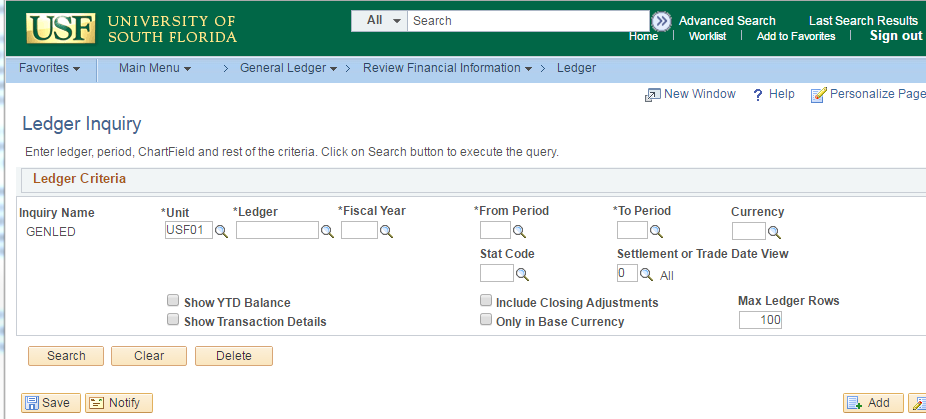 USF UNIVERSITY OF
SOUTH FLORIDA
All Search Advanced Search Last Search Results
Home Worklist Add to Favorites Sign out
Favorites Main Menu > General Ledger > Review Financial Information > Ledger
New Window ? Help Personalize Page
Ledger Inquiry
Enter ledger, period, ChartField and rest of the criteria. Click on Search button to execute the query.
Ledger Criteria
Inquiry Name *Unit *Ledger *Fiscal Year *From Period *To Period Currency
GENLED USF01
Stat Code Settlement or Trade Date View
0 All
Show YTD Balance Include Closing Adjustments Max Ledger Rows
Show Transaction Details Only in Base Currency 100
Search Clear Delete
Save Notify Add